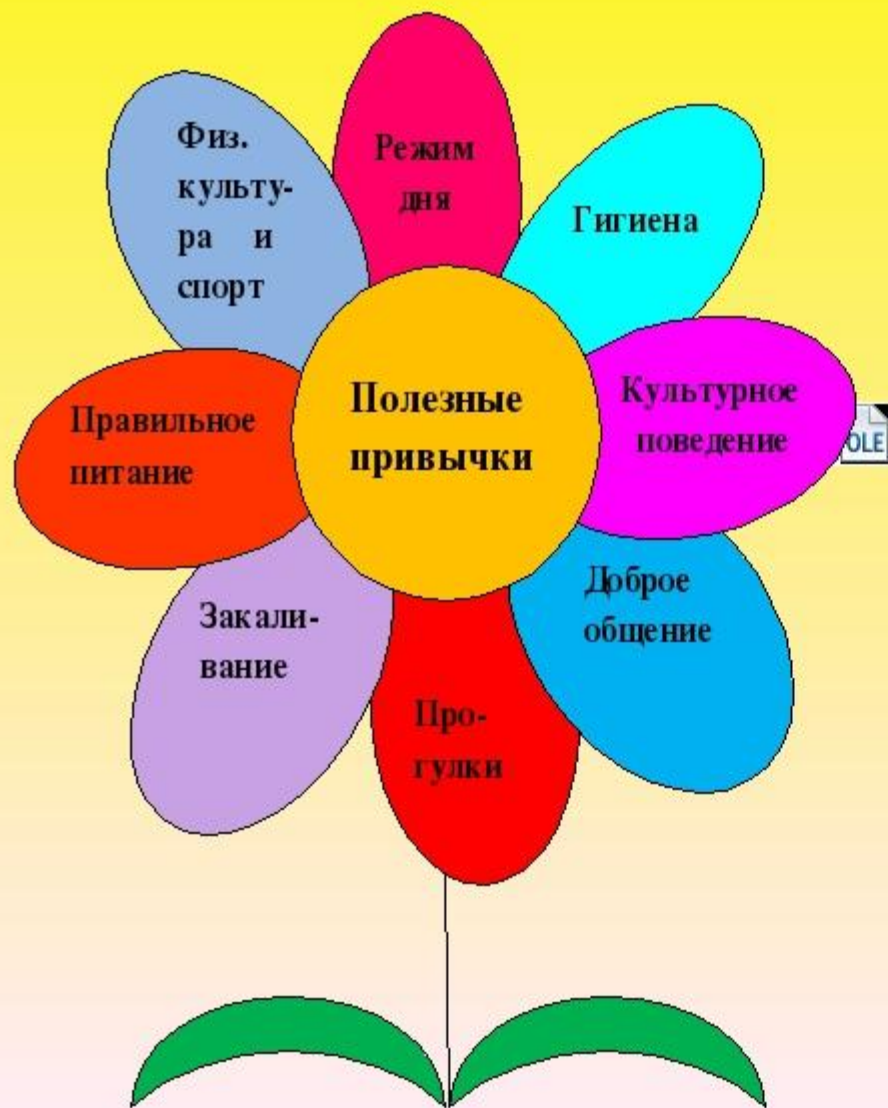 Полезные
привычки
Режим
дня
Гигиена
Культурное
поведение
Доброе
общение
Про-
гулки
Закали-
вание
Правильное
питание
Физ.
культу-
ра и
спорт
OLE